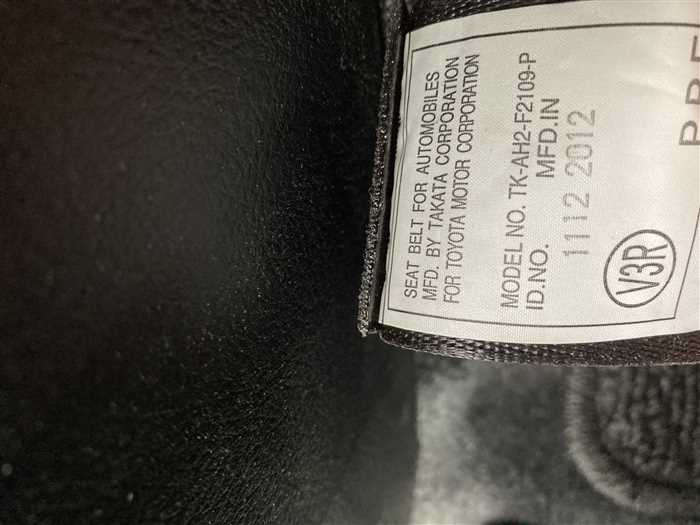 SEAT BELT FOR AUTOMOBILES
MFD. BY TAKATA CORPORATION
FOR TOYOTA MOTOR CORPORATION
MODEL NO. TK-AH2-F2109-P
ID.NO. MFD.IN
1112 2012
V3R